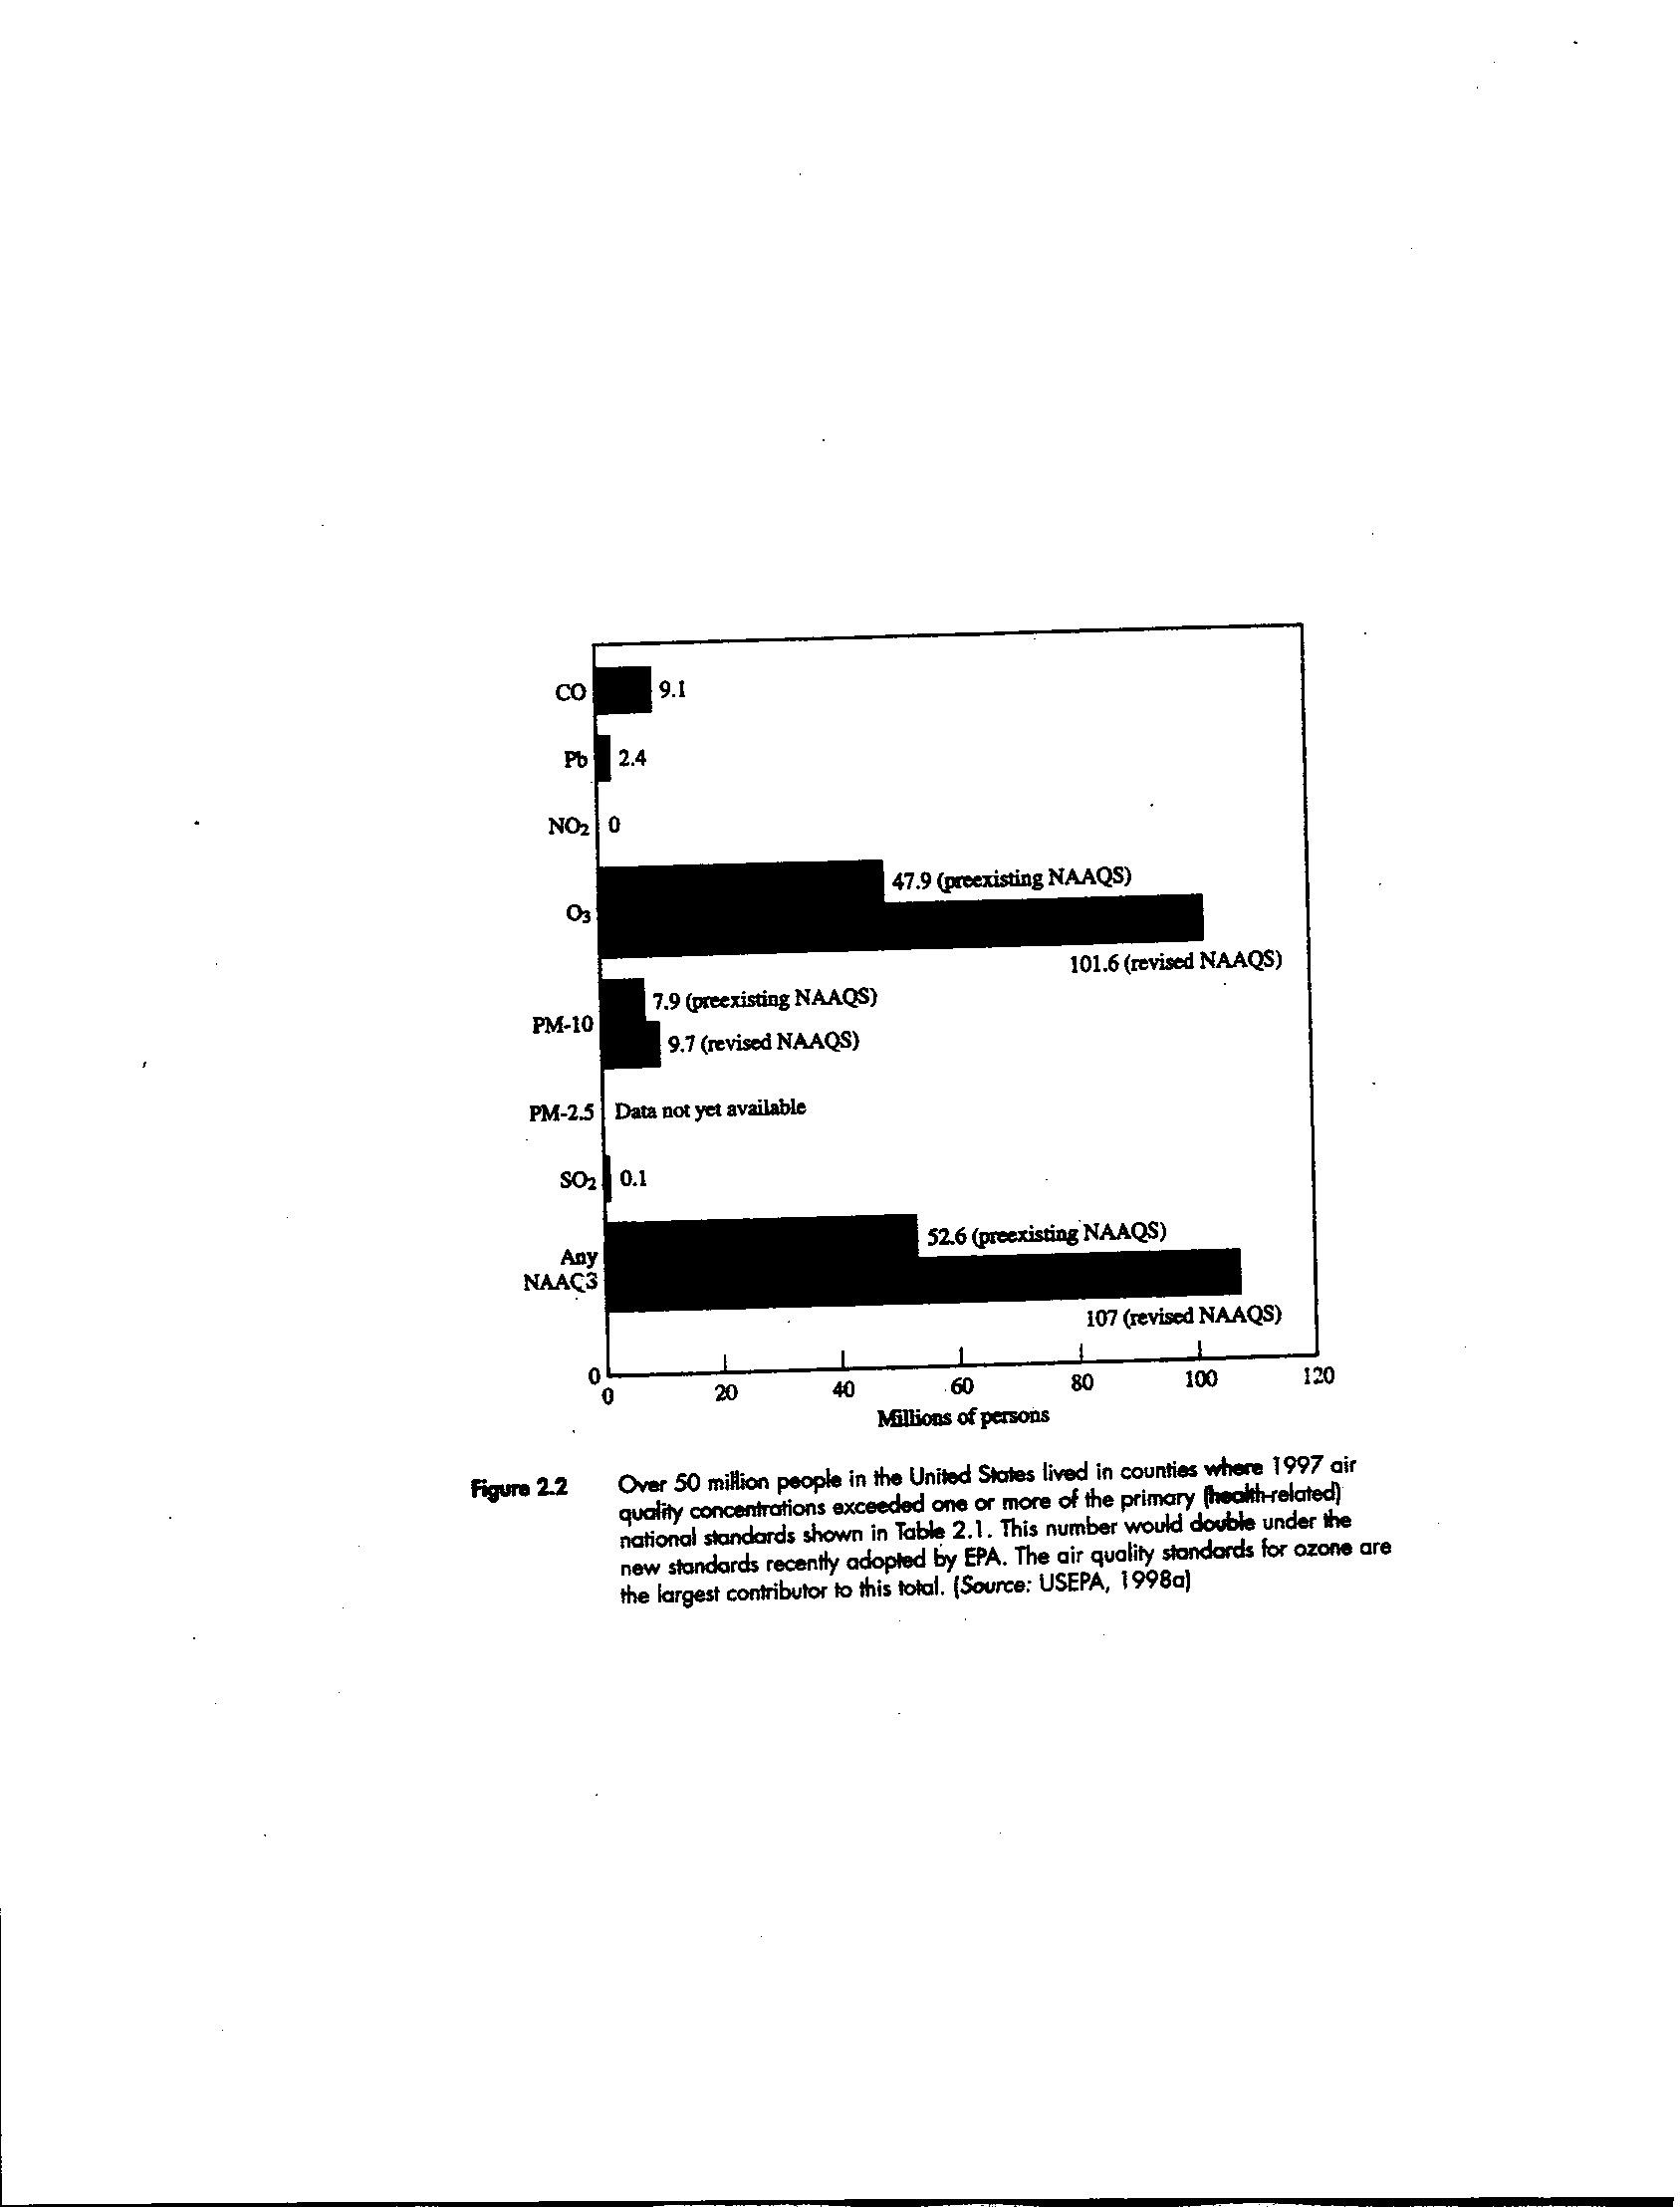 CO 9.1
Pb 2.4
NO₂ 0
47.9 (preexisting NAAQS)
O₃
101.6 (revised NAAQS)
7.9 (preexisting NAAQS)
PM-10
9.7 (revised NAAQS)
PM-2.5 Data not yet available
SO₂ 0.1
52.6 (preexisting NAAQS)
Any
NAAQ3
107 (revised NAAQS)
0
0 20 40 60 80 100 120
Millions of persons
Figure 2.2 Over 50 million people in the United States lived in counties where 1997 air
quality concentrations exceeded one or more of the primary (health-related)
national standards shown in Table 2.1. This number would double under the
new standards recently adopted by EPA. The air quality standards for ozone are
the largest contributor to this total. (Source: USEPA, 1998a)